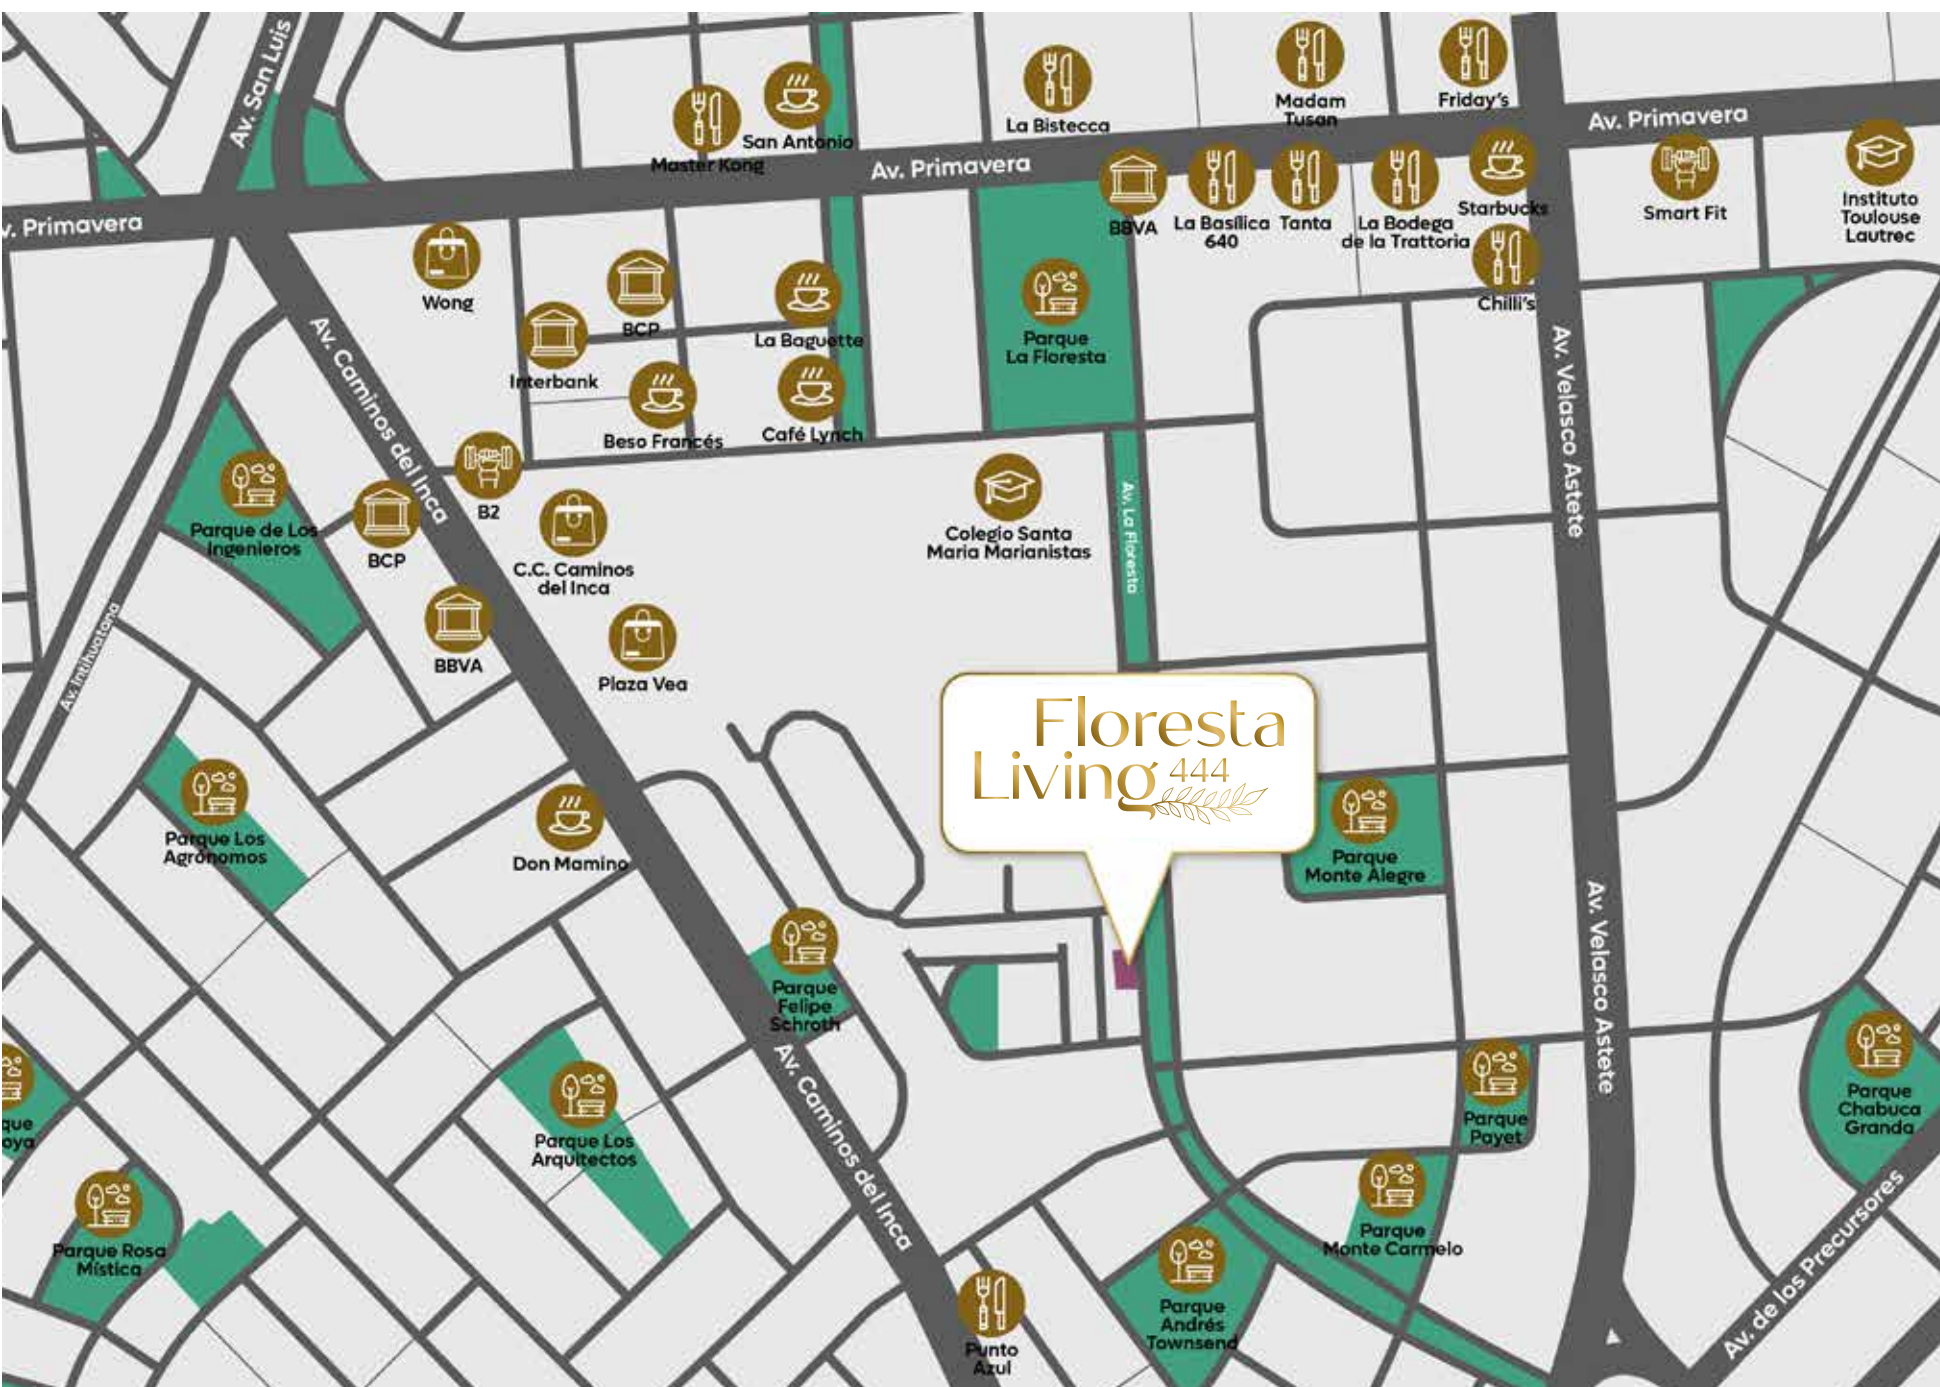 Av. San Luis
Master Kong
San Antonio
La Bistecca
Madam
Tusan
Friday's
Av. Primavera
Av. Primavera
v. Primavera
BBVA
La Basílica
640
Tanta
La Bodega
de la Trattoria
Starbucks
Chilli's
Smart Fit
Instituto
Toulouse
Lautrec
Wong
BCP
Interbank
La Baguette
Beso Francés
Café Lynch
Parque
La Floresta
Av. Caminos del Inca
Av. Velasco Astete
Parque de Los
Ingenieros
BCP
B2
C.C. Caminos
del Inca
Colegio Santa
Maria Marianistas
Av. La Floresta
Av. Intihuatana
BBVA
Plaza Vea
Floresta
Living 444
Parque Los
Agrónomos
Don Mamino
Parque
Monte Alegre
Av. Velasco Astete
Parque
Felipe
Schroth
Av. Caminos del Inca
Parque Los
Arquitectos
Parque
Payet
Parque
Chabuca
Granda
que
oya
Parque Rosa
Mística
Parque
Monte Carmelo
Parque
Andrés
Townsend
Av. de los Precursores
Punto
Azul